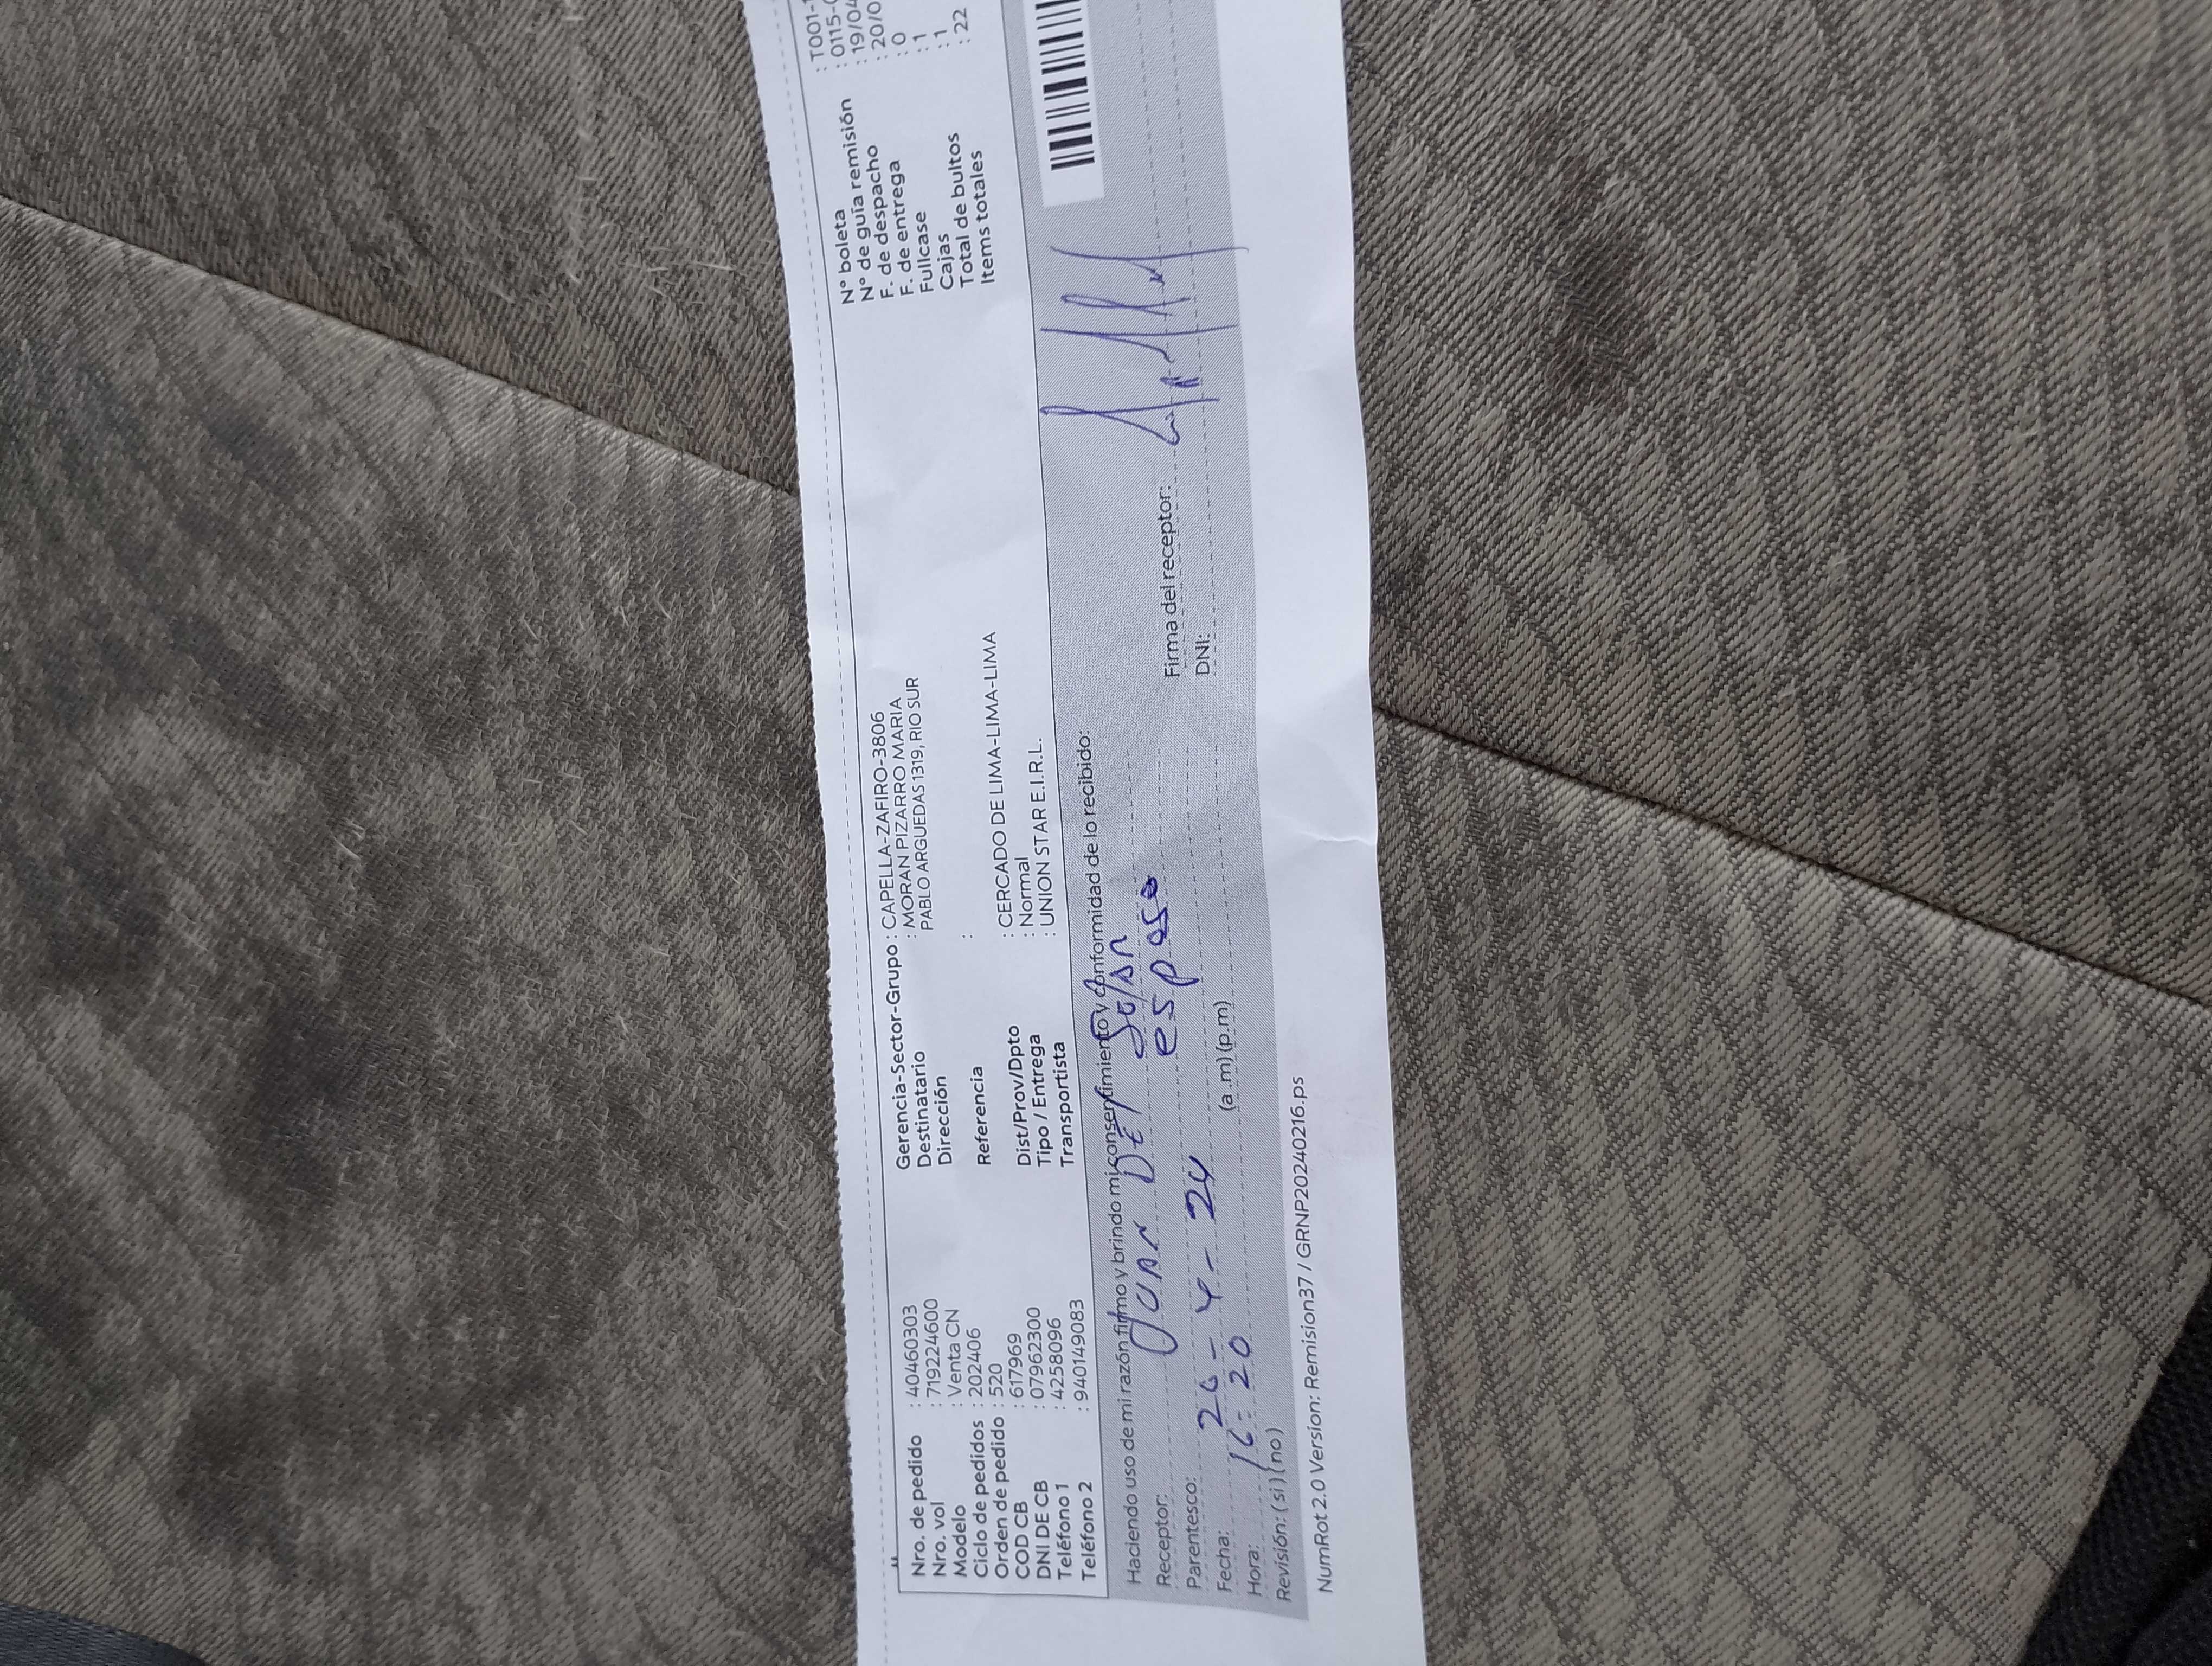 Nro. de pedido : 40460303
Nro. vol : 719224600
Modelo : Venta CN
Ciclo de pedidos : 202406
Orden de pedido : 520
COD CB : 617969
DNI DE CB : 07962300
Teléfono 1 : 4258096
Teléfono 2 : 940149083
Gerencia-Sector-Grupo : CAPELLA-ZAFIRO-3806
Destinatario : MORAN PIZARRO MARIA
Dirección PABLO ARGUEDAS 1319, RIO SUR
Referencia :
Dist/Prov/Dpto : CERCADO DE LIMA-LIMA-LIMA
Tipo / Entrega : Normal
Transportista : UNION STAR E.I.R.L.
N° boleta : T001-
N° de guía remisión : 0115-
F. de despacho : 19/04
F. de entrega : 20/0
Fullcase : 0
Cajas : 1
Total de bultos : 1
Items totales : 22
Haciendo uso de mi razón firmo y brindo mi consentimiento y conformidad de lo recibido:
Receptor: JUAN DE
Parentesco: esposo
Fecha: 20 - 4 - 24
Hora: 16:20 (a.m) (p.m)
Revisión: (si) (no)
Firma del receptor:
DNI:
NumRot 2.0 Version: Remision37 / GRNP20240216.ps